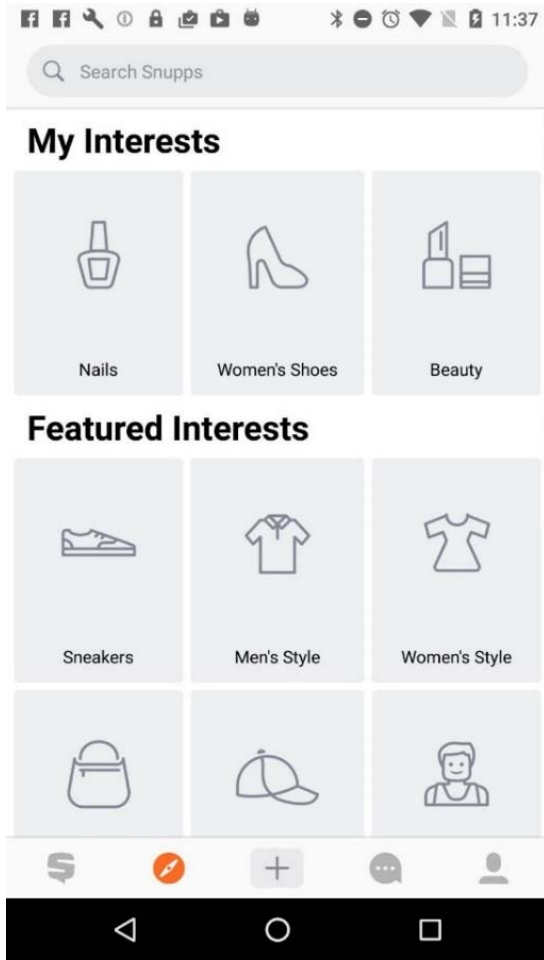 11:37
Search Snupps
My Interests
Nails
Women's Shoes
Beauty
Featured Interests
Sneakers
Men's Style
Women's Style